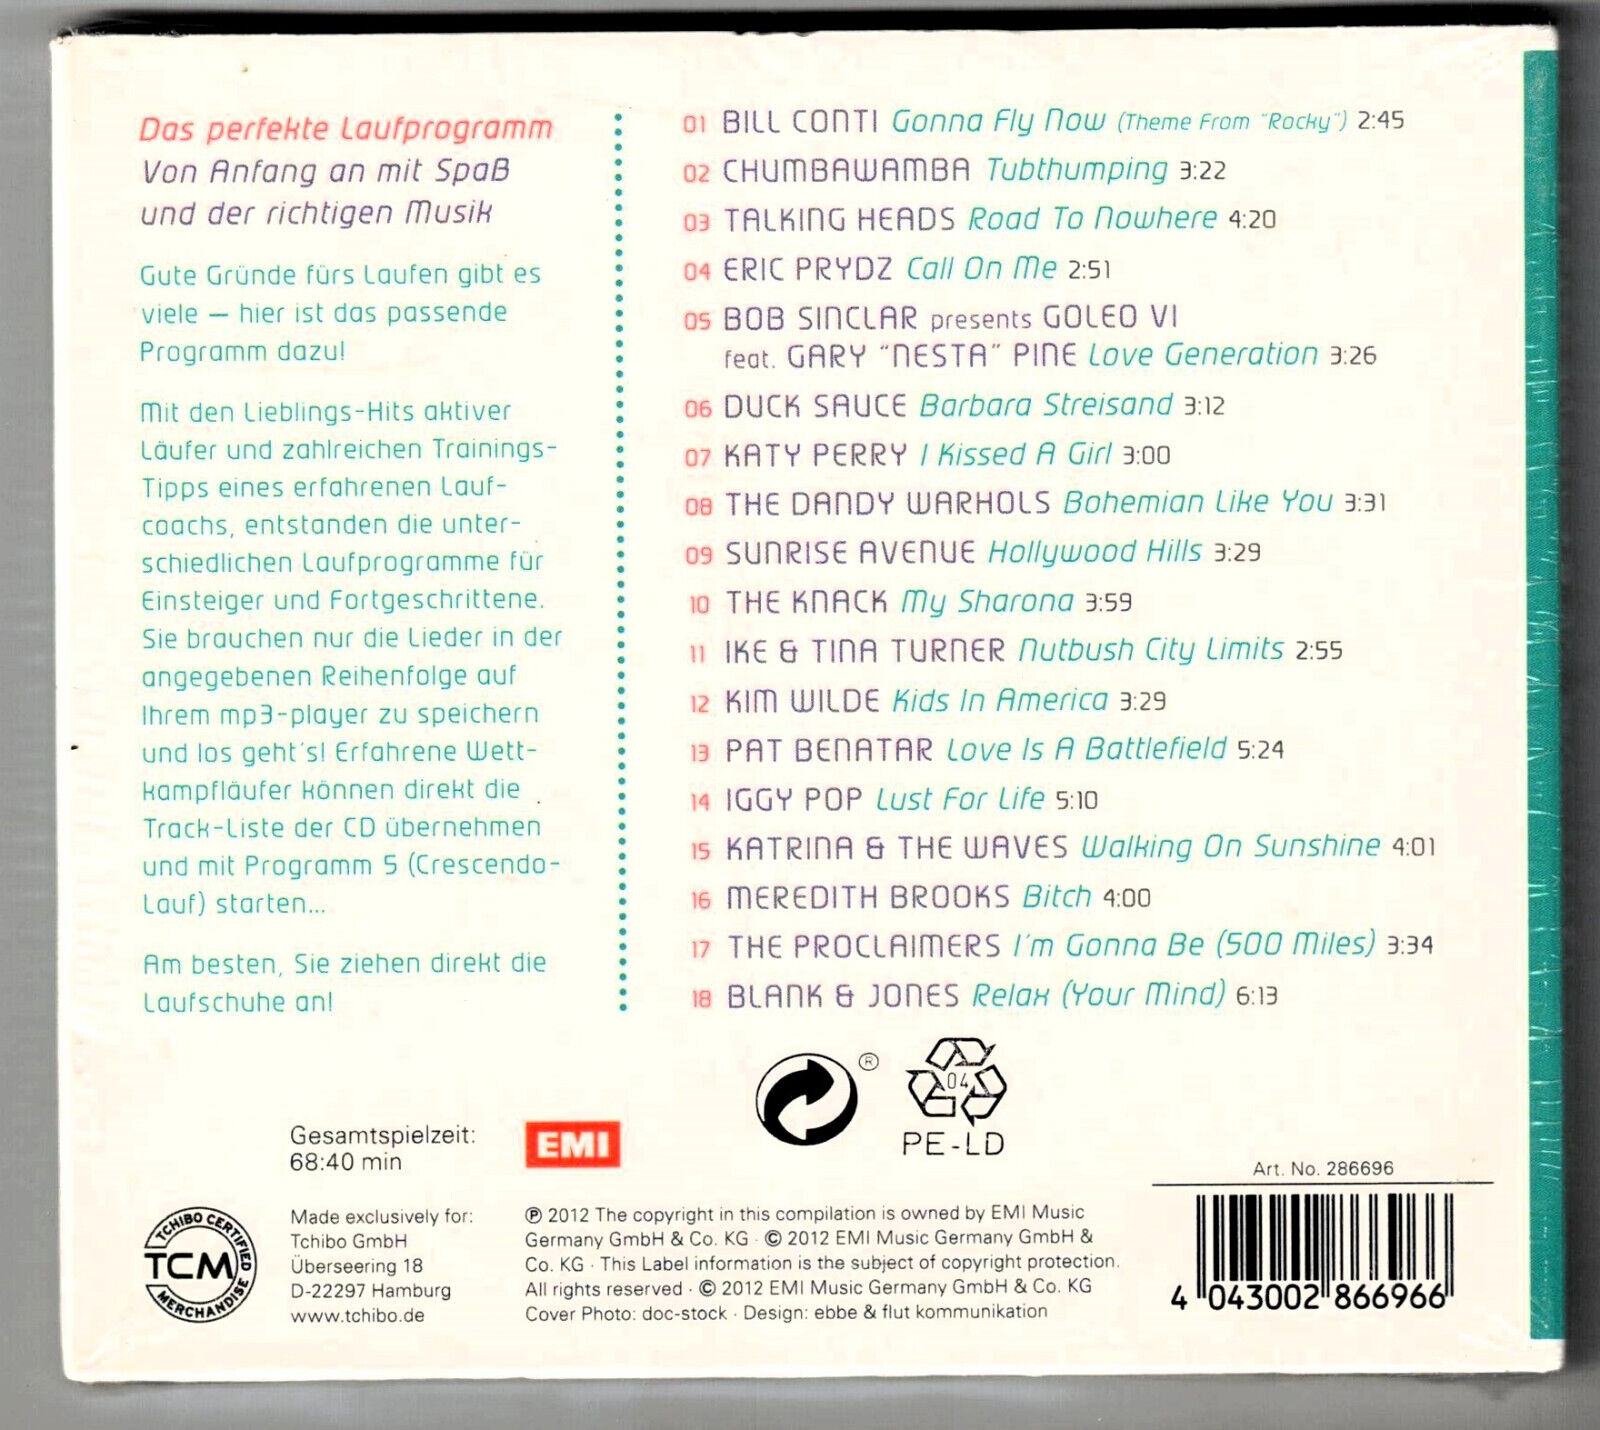 Das perfekte Laufprogramm
Von Anfang an mit Spaß
und der richtigen Musik
Gute Gründe fürs Laufen gibt es
viele – hier ist das passende
Programm dazu!
Mit den Lieblings-Hits aktiver
Läufer und zahlreichen Trainings-
Tipps eines erfahrenen Lauf-
coachs, entstanden die unter-
schiedlichen Laufprogramme für
Einsteiger und Fortgeschrittene.
Sie brauchen nur die Lieder in der
angegebenen Reihenfolge auf
Ihrem mp3-player zu speichern
und los geht's! Erfahrene Wett-
kampfläufer können direkt die
Track-Liste der CD übernehmen
und mit Programm 5 (Crescendo-
Lauf) starten...
Am besten, Sie ziehen direkt die
Laufschuhe an!
01 BILL CONTI Gonna Fly Now (Theme From "Rocky") 2:45
02 CHUMBAWAMBA Tubthumping 3:22
03 TALKING HEADS Road To Nowhere 4:20
04 ERIC PRYDZ Call On Me 2:51
05 BOB SINCLAR presents GOLEO VI
feat. GARY "NESTA" PINE Love Generation 3:26
06 DUCK SAUCE Barbara Streisand 3:12
07 KATY PERRY I Kissed A Girl 3:00
08 THE DANDY WARHOLS Bohemian Like You 3:31
09 SUNRISE AVENUE Hollywood Hills 3:29
10 THE KNACK My Sharona 3:59
11 IKE & TINA TURNER Nutbush City Limits 2:55
12 KIM WILDE Kids In America 3:29
13 PAT BENATAR Love Is A Battlefield 5:24
14 IGGY POP Lust For Life 5:10
15 KATRINA & THE WAVES Walking On Sunshine 4:01
16 MEREDITH BROOKS Bitch 4:00
17 THE PROCLAIMERS I'm Gonna Be (500 Miles) 3:34
18 BLANK & JONES Relax (Your Mind) 6:13
®
04
PE-LD
Gesamtspielzeit:
68:40 min
EMI
TCHIBO CERTIFIED
TCM
MERCHANDISE
Made exclusively for:
Tchibo GmbH
Überseering 18
D-22297 Hamburg
www.tchibo.de
℗ 2012 The copyright in this compilation is owned by EMI Music
Germany GmbH & Co. KG · © 2012 EMI Music Germany GmbH &
Co. KG · This Label information is the subject of copyright protection.
All rights reserved · © 2012 EMI Music Germany GmbH & Co. KG
Cover Photo: doc-stock · Design: ebbe & flut kommunikation
Art. No. 286696
4 043002 866966